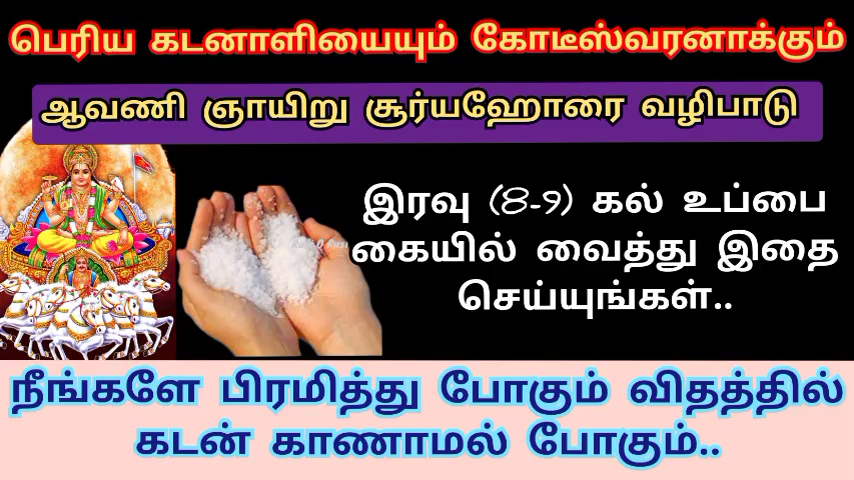 பெரிய கடனாளியையும் கோடீஸ்வரனாக்கும்
ஆவணி ஞாயிறு சூர்யஹோரை வழிபாடு
இரவு (8-9) கல் உப்பை
கையில் வைத்து இதை
செய்யுங்கள்..
நீங்களே பிரமித்து போகும் விதத்தில்
கடன் காணாமல் போகும்..